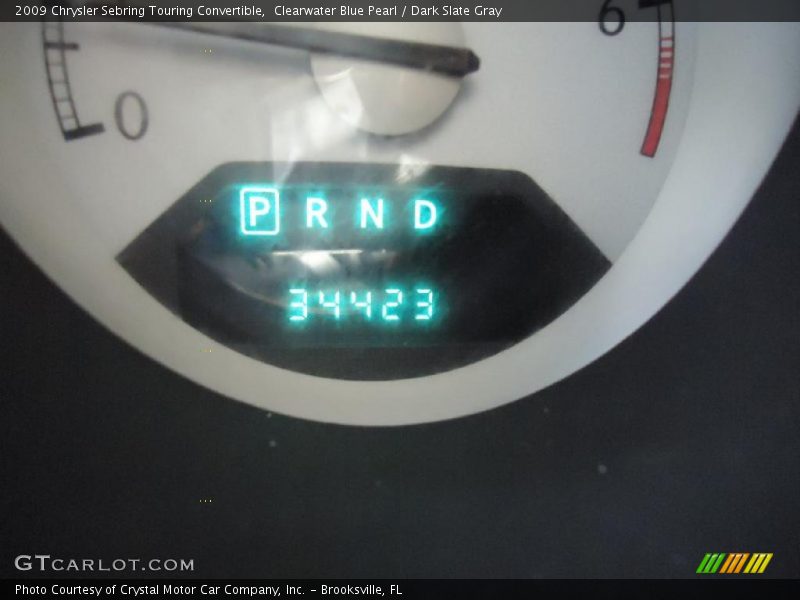 2009 Chrysler Sebring Touring Convertible,  Clearwater Blue Pearl / Dark Slate Gray
6
0
P R N D
34423
GTCARLOT.COM
Photo Courtesy of Crystal Motor Car Company, Inc. – Brooksville, FL